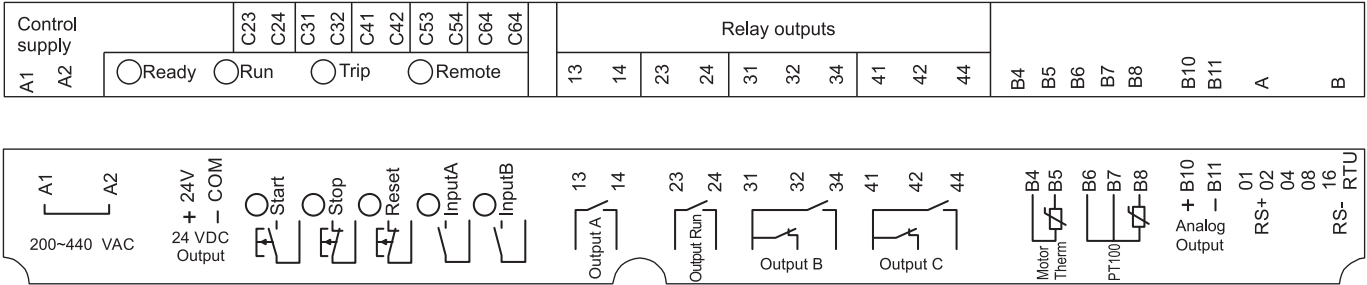 Control supply
A1 A2
C23 C24 C31 C32 C41 C42 C53 C54 C64 C64
Ready Run Trip Remote
Relay outputs
13 14 23 24 31 32 34 41 42 44
B4 B5 B6 B7 B8 B10 B11 A B
A1 A2
200~440 VAC
+ 24V
− COM
24 VDC
Output
Start
Stop
Reset
InputA
InputB
13 14
Output A
23 24
Output Run
31 32 34
Output B
41 42 44
Output C
B4 B5
Motor
Therm
B6 B7 B8
PT100
+ B10
− B11
Analog
Output
01
RS+ 02
04
08
RS- 16
RTU